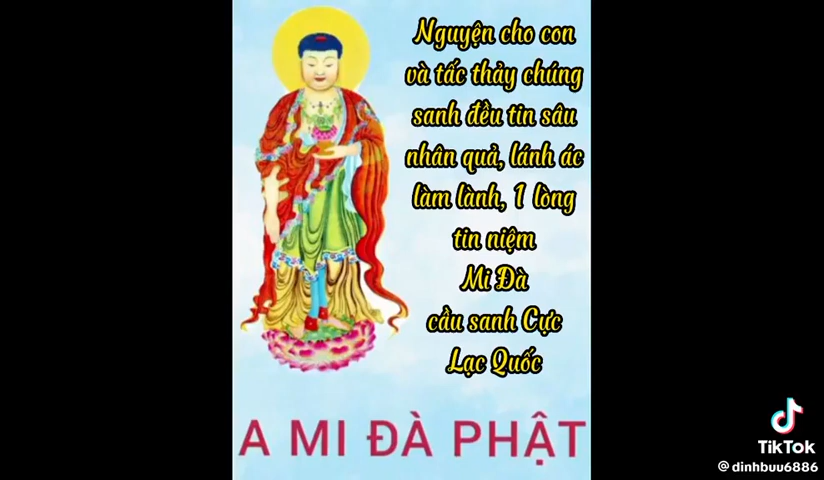 Nguyện cho con
và tấc thảy chúng
sanh đều tin sâu
nhân quả, lánh ác
làm lành, 1 lòng
tin niệm
Mi Đà
cầu sanh Cực
Lạc Quốc
A MI ĐÀ PHẬT
TikTok
@dinhbuu6886